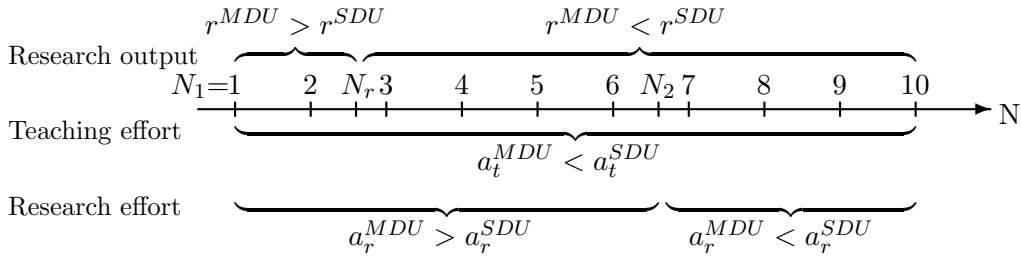 r^MDU > r^SDU r^MDU < r^SDU
Research output
N_1=1 2 N_r 3 4 5 6 N_2 7 8 9 10
N
Teaching effort
a_t^MDU < a_t^SDU
Research effort
a_r^MDU > a_r^SDU a_r^MDU < a_r^SDU